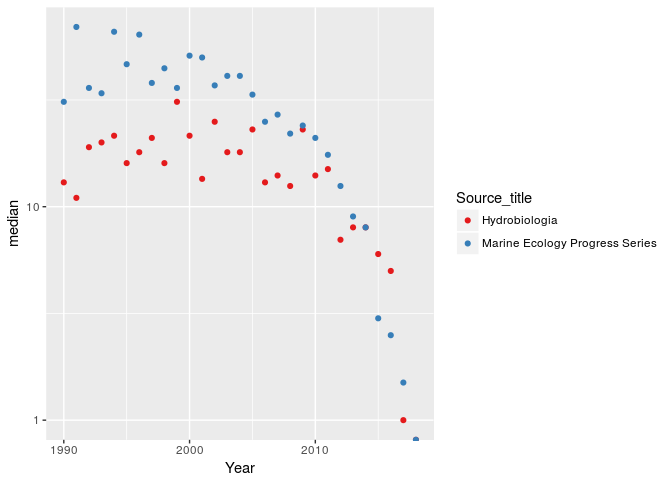 median
10
1
1990
2000
2010
Year
Source_title
Hydrobiologia
Marine Ecology Progress Series